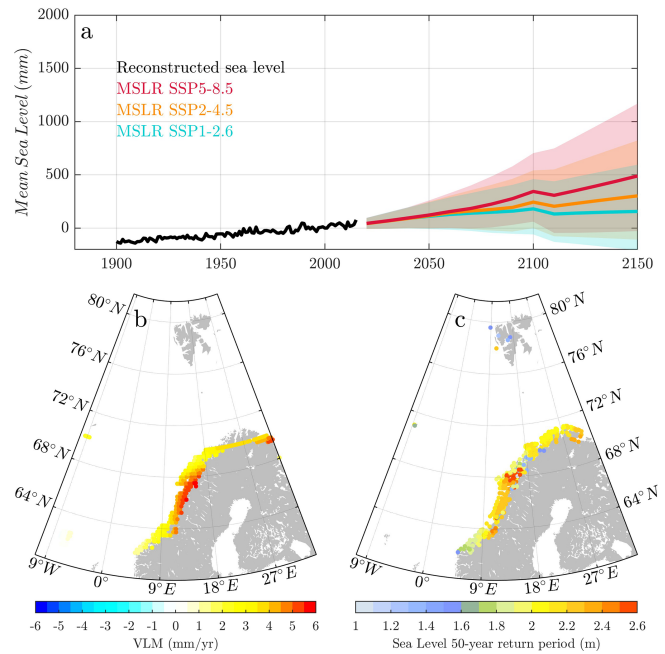 a
2000
1500
1000
500
0
Mean Sea Level (mm)
Reconstructed sea level
MSLR SSP5-8.5
MSLR SSP2-4.5
MSLR SSP1-2.6
1900 1950 2000 2050 2100 2150
b
80°N
76°N
72°N
68°N
64°N
9°W 0° 9°E 18°E 27°E
-6 -5 -4 -3 -2 -1 0 1 2 3 4 5 6
VLM (mm/yr)
c
80°N
76°N
72°N
68°N
64°N
9°W 0° 9°E 18°E 27°E
1 1.2 1.4 1.6 1.8 2 2.2 2.4 2.6
Sea Level 50-year return period (m)